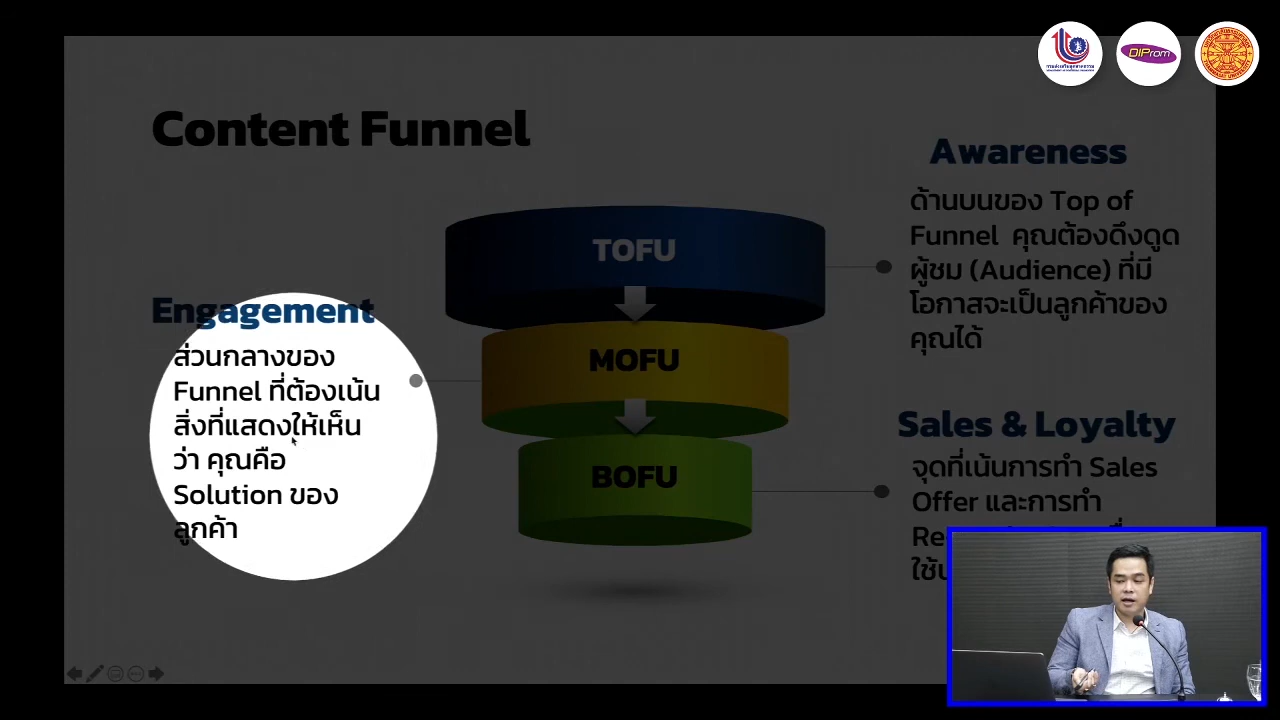 DIProm
Content Funnel
Awareness
ด้านบนของ Top of
Funnel คุณต้องดึงดูด
ผู้ชม (Audience) ที่มี
โอกาสจะเป็นลูกค้าของ
คุณได้
TOFU
Engagement
ส่วนกลางของ
Funnel ที่ต้องเน้น
สิ่งที่แสดงให้เห็น
ว่า คุณคือ
Solution ของ
ลูกค้า
MOFU
Sales & Loyalty
จุดที่เน้นการทำ Sales
Offer และการทำ
BOFU